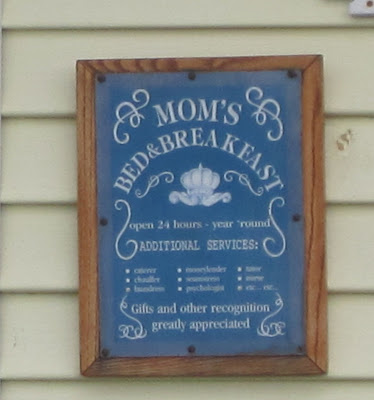 MOM'S
BED & BREAKFAST
open 24 hours - year 'round
ADDITIONAL SERVICES:
caterer moneylender tutor
chauffer seamstress nurse
laundress psychologist etc... etc...
Gifts and other recognition
greatly appreciated